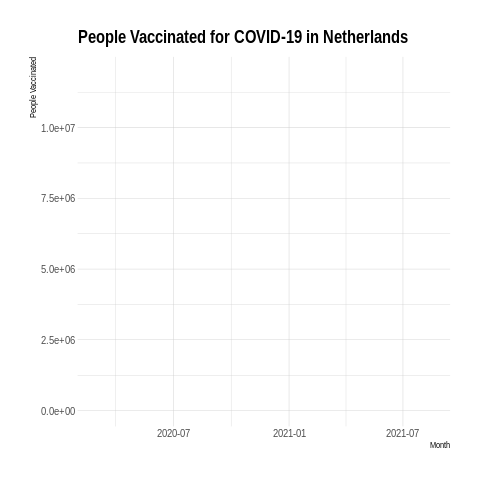 People Vaccinated for COVID-19 in Netherlands
People Vaccinated
1.0e+07
7.5e+06
5.0e+06
2.5e+06
0.0e+00
2020-07 2021-01 2021-07
Month